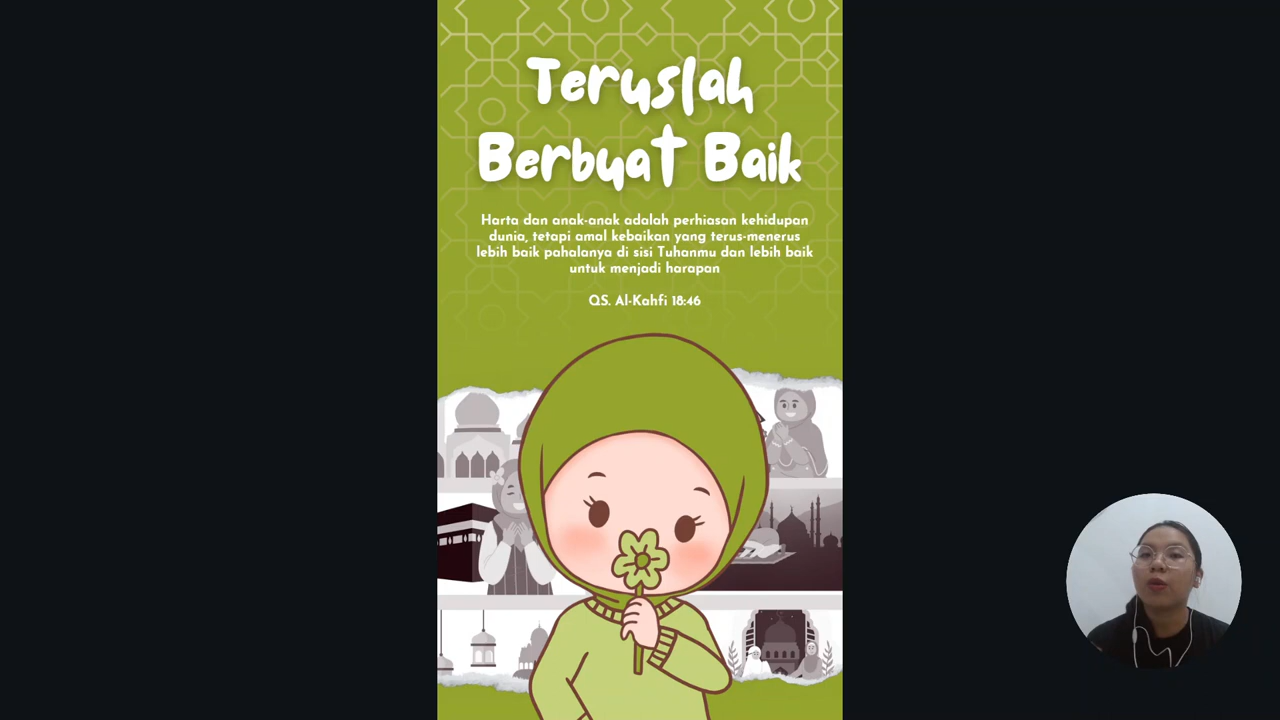 Teruslah
Berbuat Baik
Harta dan anak-anak adalah perhiasan kehidupan
dunia, tetapi amal kebaikan yang terus-menerus
lebih baik pahalanya di sisi Tuhanmu dan lebih baik
untuk menjadi harapan
QS. Al-Kahfi 18:46